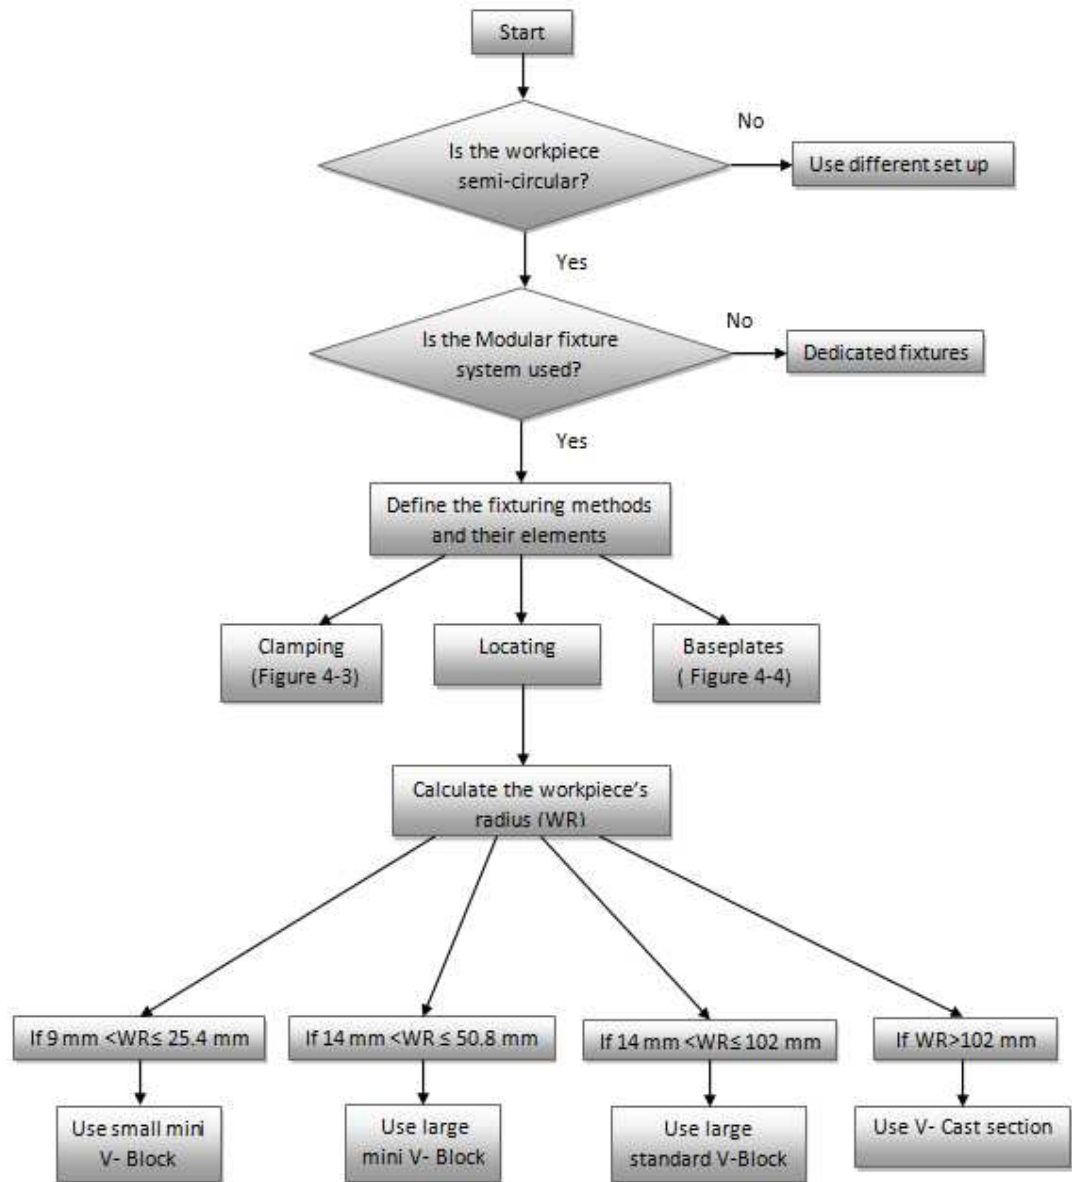 Start
Is the workpiece
semi-circular?
No
Use different set up
Yes
Is the Modular fixture
system used?
No
Dedicated fixtures
Yes
Define the fixturing methods
and their elements
Clamping
(Figure 4-3)
Locating
Baseplates
( Figure 4-4)
Calculate the workpiece’s
radius (WR)
If 9 mm <WR≤ 25.4 mm
If 14 mm <WR ≤ 50.8 mm
If 14 mm <WR≤ 102 mm
If WR>102 mm
Use small mini
V- Block
Use large
mini V- Block
Use large
standard V-Block
Use V- Cast section